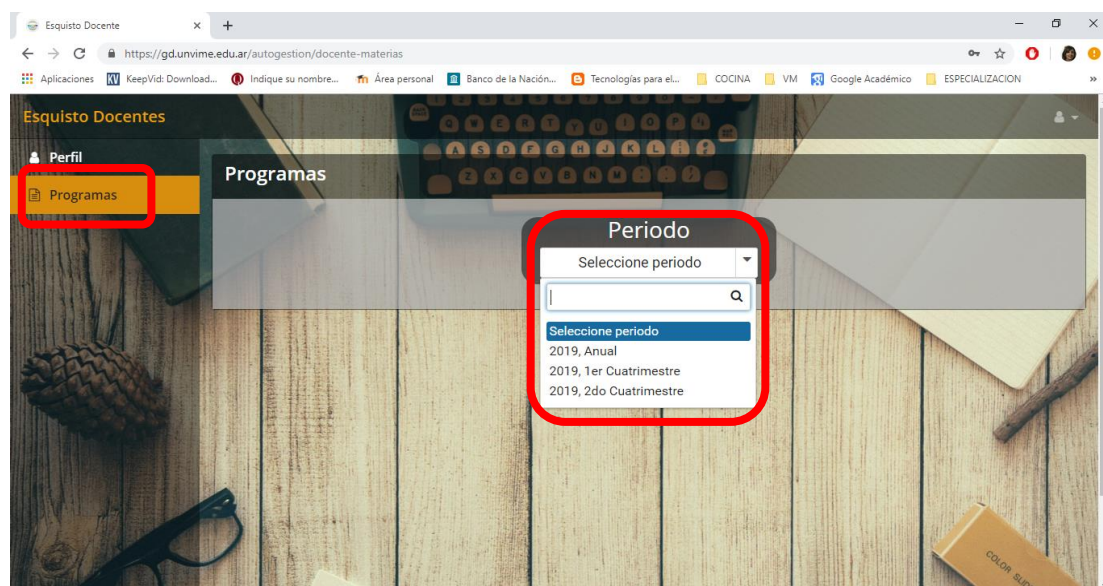 Esquisto Docente
https://gd.unvime.edu.ar/autogestion/docente-materias
Aplicaciones KeepVid: Download... Indique su nombre... Área personal Banco de la Nación... Tecnologías para el... COCINA VM Google Académico ESPECIALIZACION »
Esquisto Docentes
Perfil
Programas
Programas
Periodo
Seleccione periodo
Seleccione periodo
2019, Anual
2019, 1er Cuatrimestre
2019, 2do Cuatrimestre
Q W E R T Y U I O P
A S D F G H J K L
Z X C V B N M
COLOR